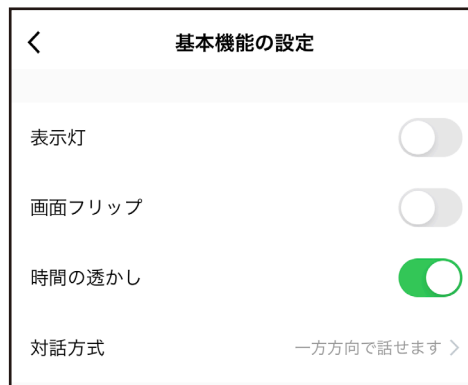 基本機能の設定
表示灯
画面フリップ
時間の透かし
対話方式 一方方向で話せます